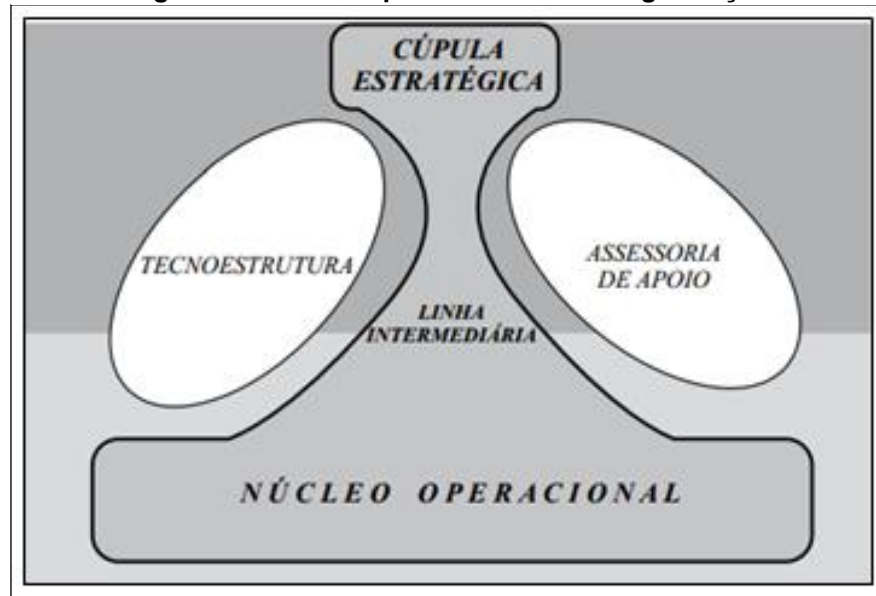 CÚPULA
ESTRATÉGICA
TECNOESTRUTURA
ASSESSORIA
DE APOIO
LINHA
INTERMEDIÁRIA
NÚCLEO OPERACIONAL